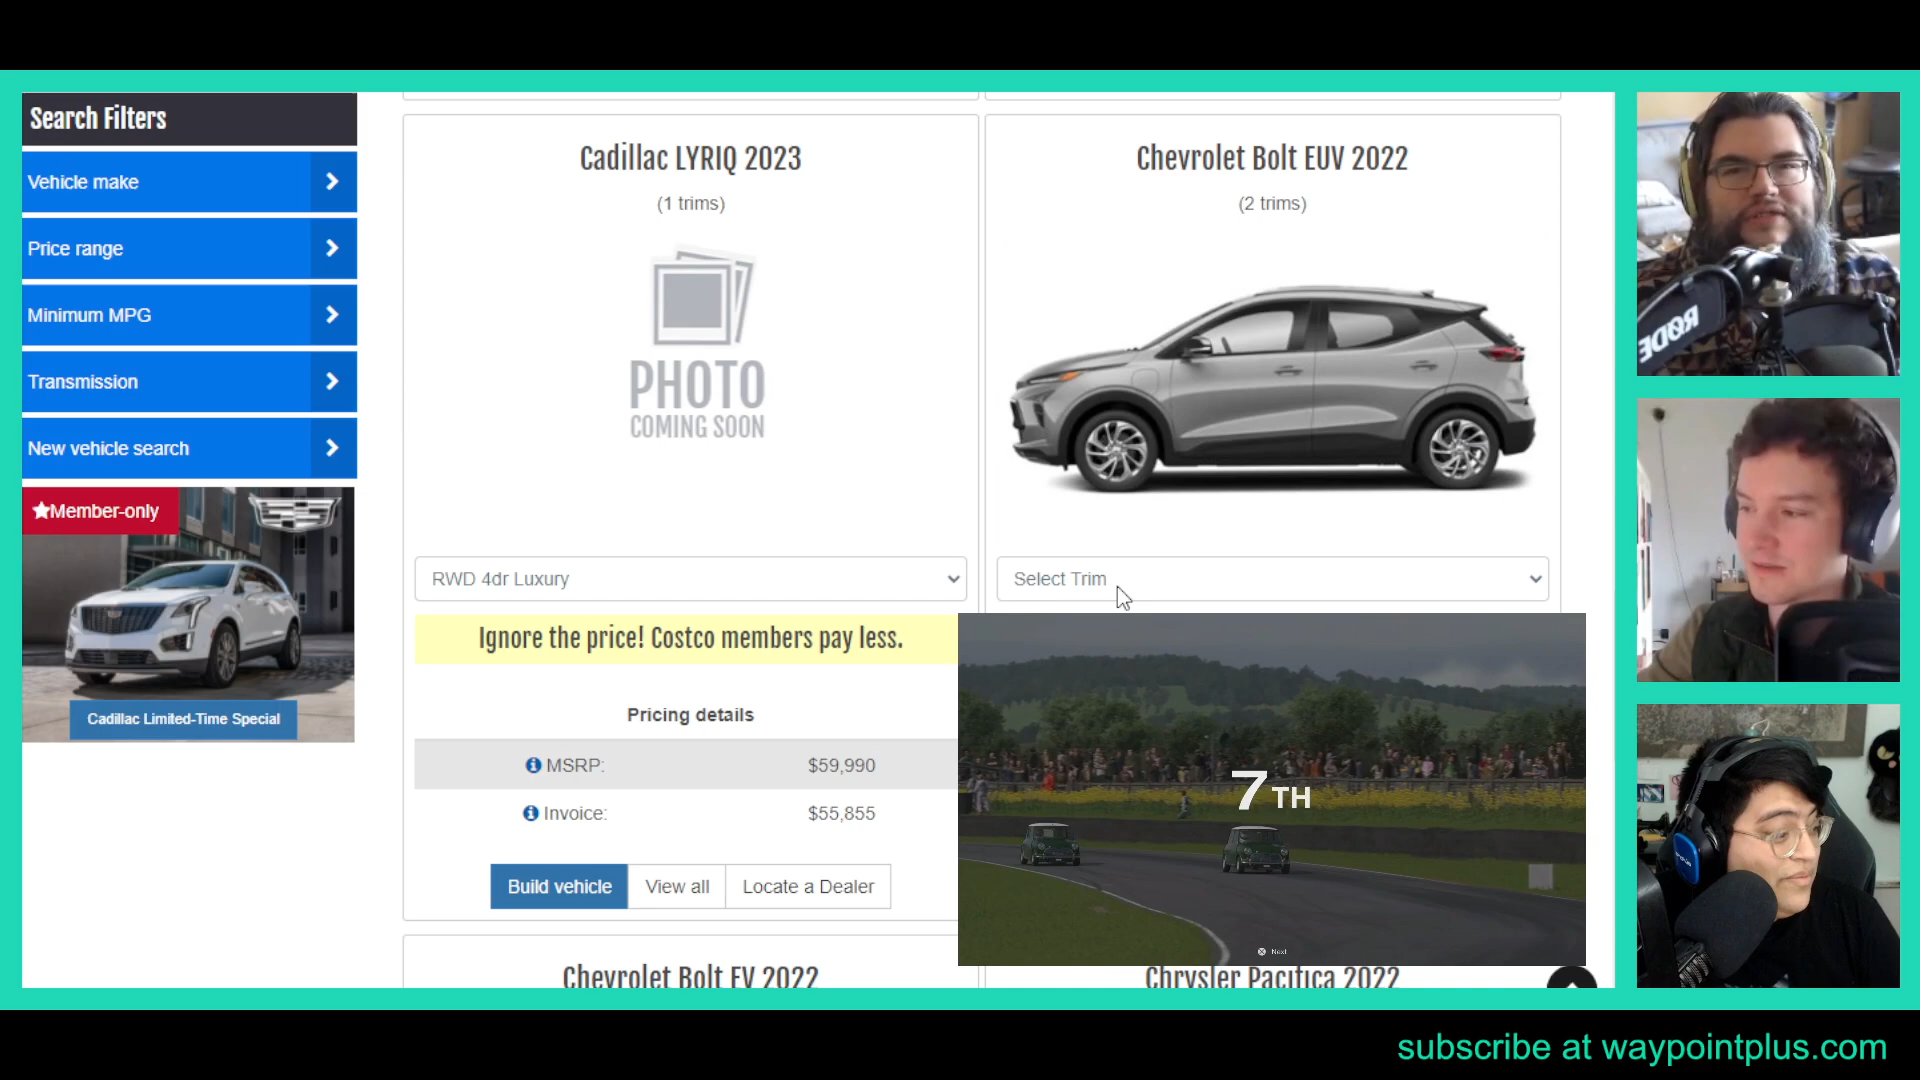 Search Filters
Vehicle make
Price range
Minimum MPG
Transmission
New vehicle search
Member-only
Cadillac Limited-Time Special
Cadillac LYRIQ 2023
(1 trims)
PHOTO
COMING SOON
RWD 4dr Luxury
Ignore the price! Costco members pay less.
Pricing details
MSRP: $59,990
Invoice: $55,855
Build vehicle View all Locate a Dealer
Chevrolet Bolt EV 2022
Chevrolet Bolt EUV 2022
(2 trims)
Select Trim
7TH
Next
Chrysler Pacifica 2022
RØDE
subscribe at waypointplus.com